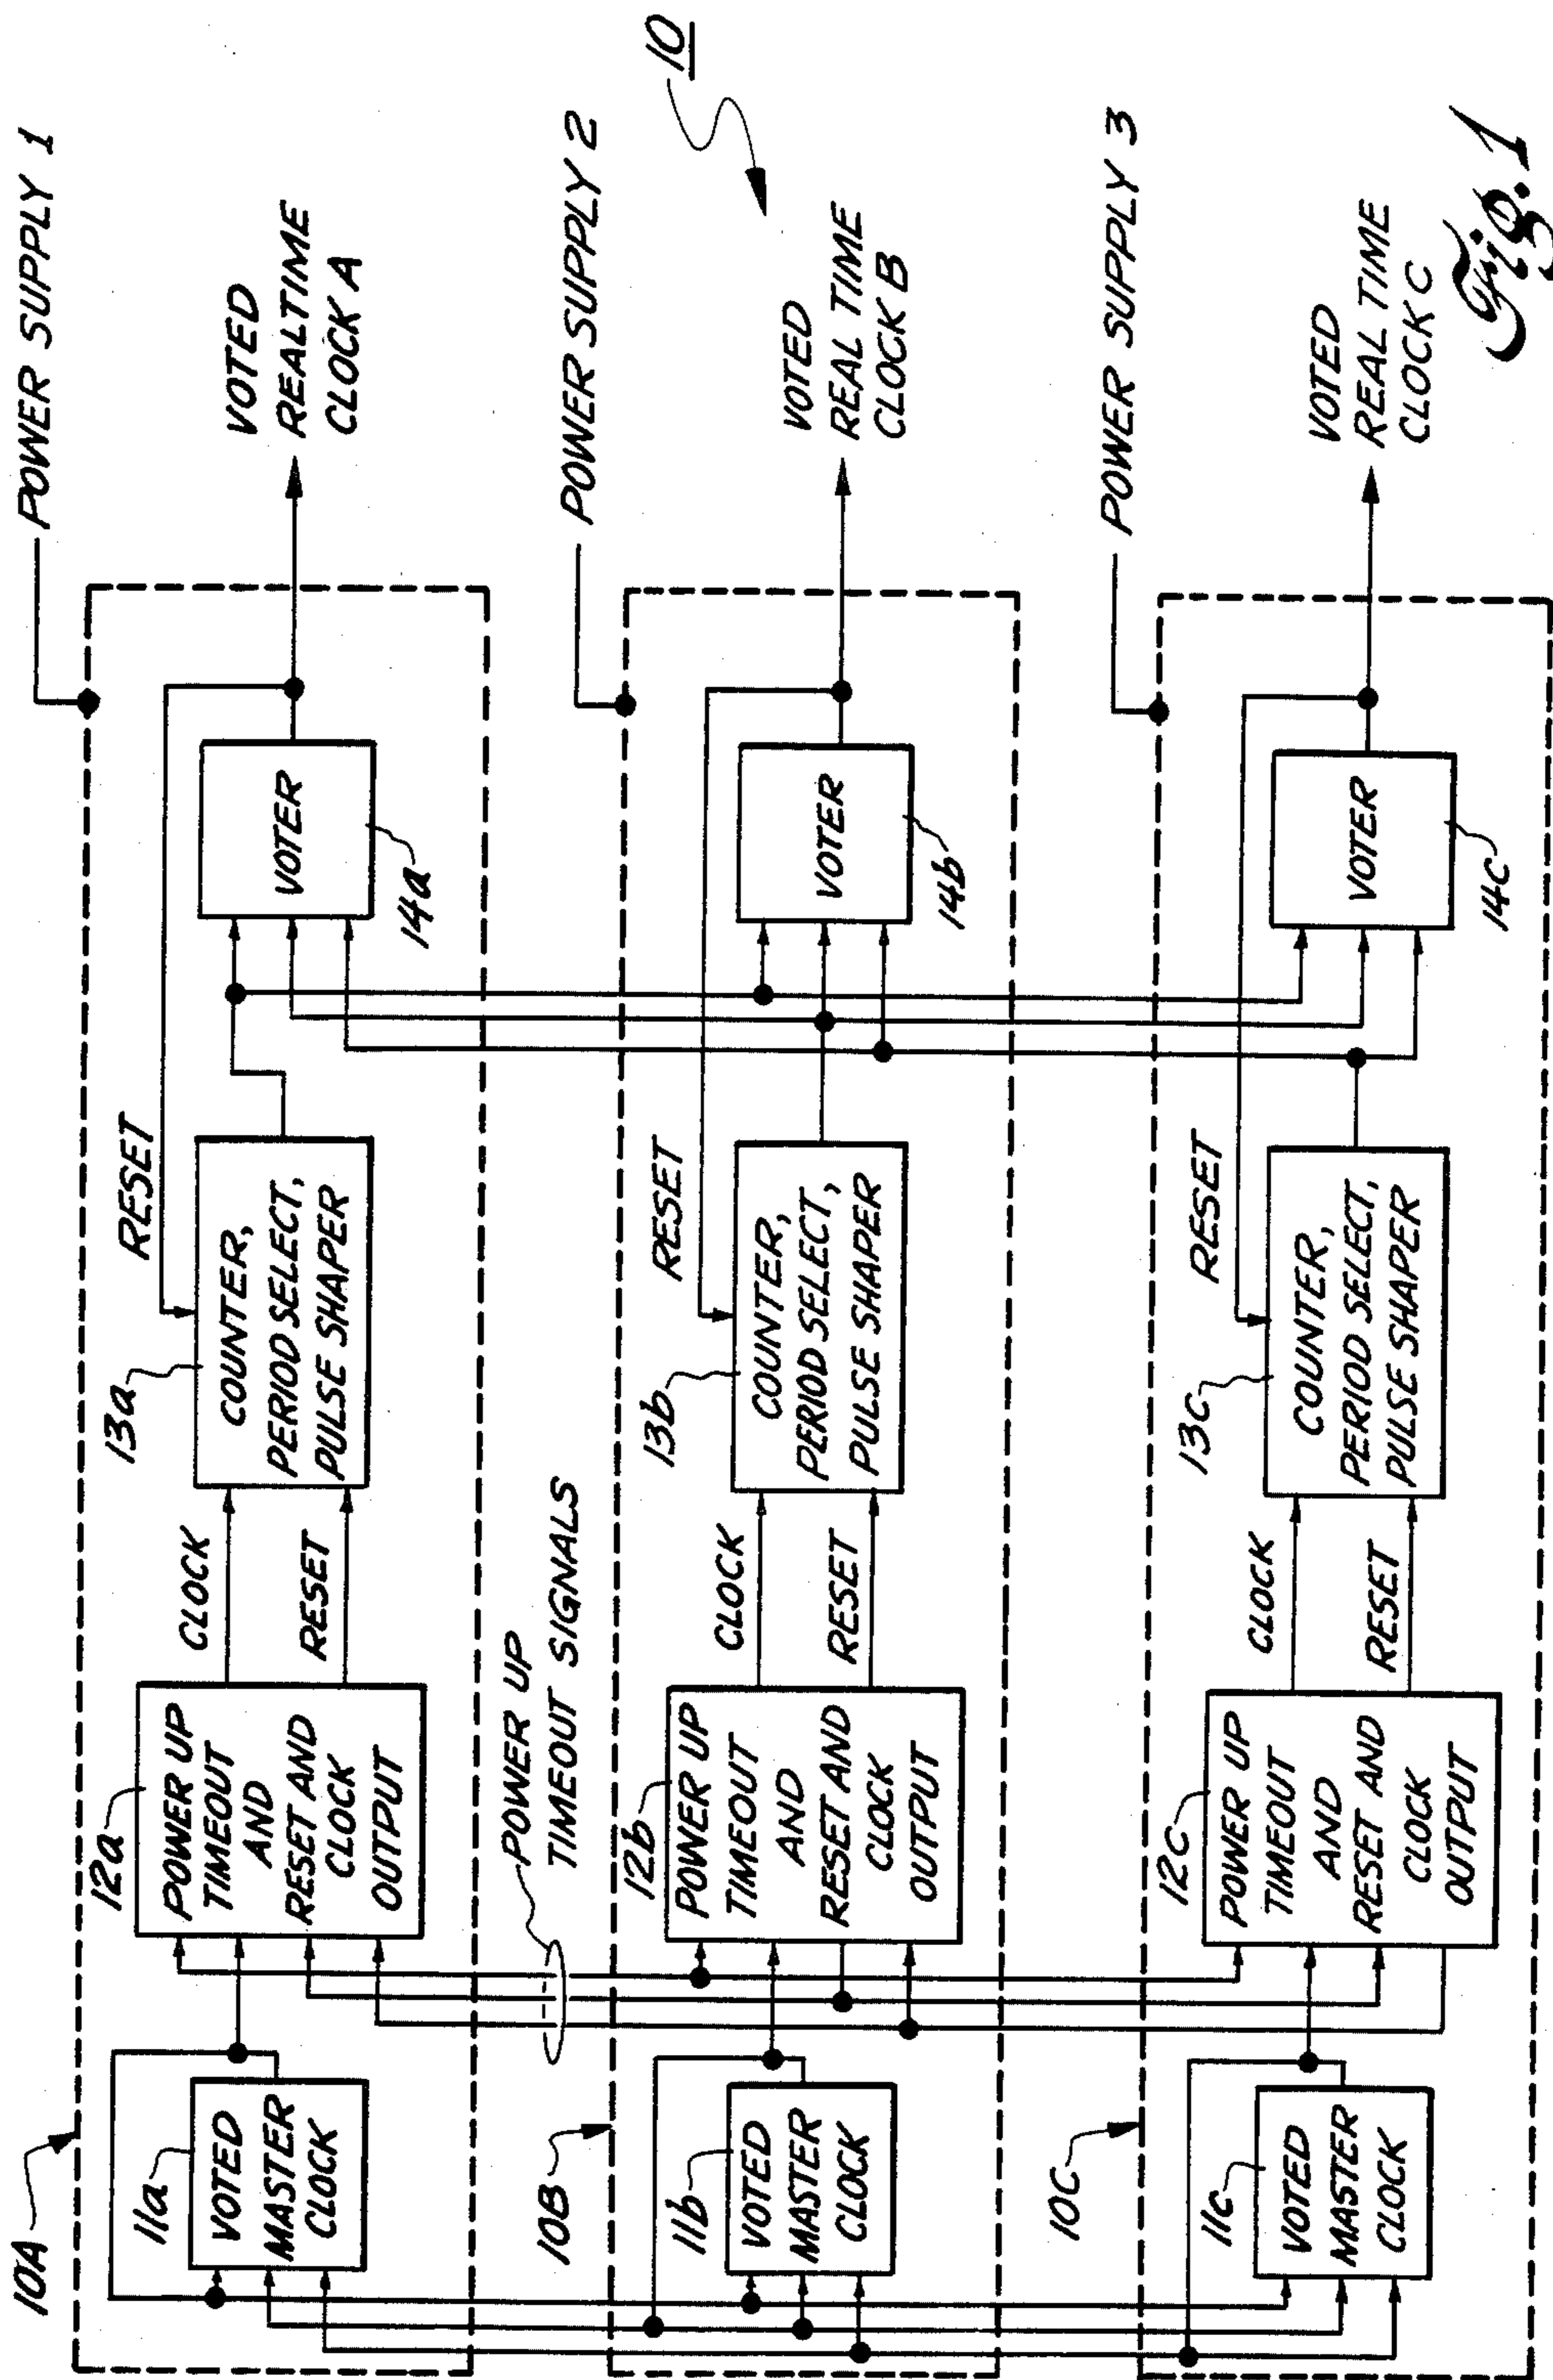 10A
11a
VOTED
MASTER
CLOCK
12a
POWER UP
TIMEOUT
AND
RESET AND
CLOCK
OUTPUT
CLOCK
RESET
13a
COUNTER,
PERIOD SELECT,
PULSE SHAPER
RESET
VOTER
14a
POWER SUPPLY 1
VOTED
REALTIME
CLOCK A
POWER UP
TIMEOUT SIGNALS
10B
11b
VOTED
MASTER
CLOCK
12b
POWER UP
TIMEOUT
AND
RESET AND
CLOCK
OUTPUT
CLOCK
RESET
13b
COUNTER,
PERIOD SELECT,
PULSE SHAPER
RESET
VOTER
14b
POWER SUPPLY 2
VOTED
REAL TIME
CLOCK B
10
10C
11c
VOTED
MASTER
CLOCK
12c
POWER UP
TIMEOUT
AND
RESET AND
CLOCK
OUTPUT
CLOCK
RESET
13c
COUNTER,
PERIOD SELECT,
PULSE SHAPER
RESET
VOTER
14c
POWER SUPPLY 3
VOTED
REAL TIME
CLOCK C
Fig. 1